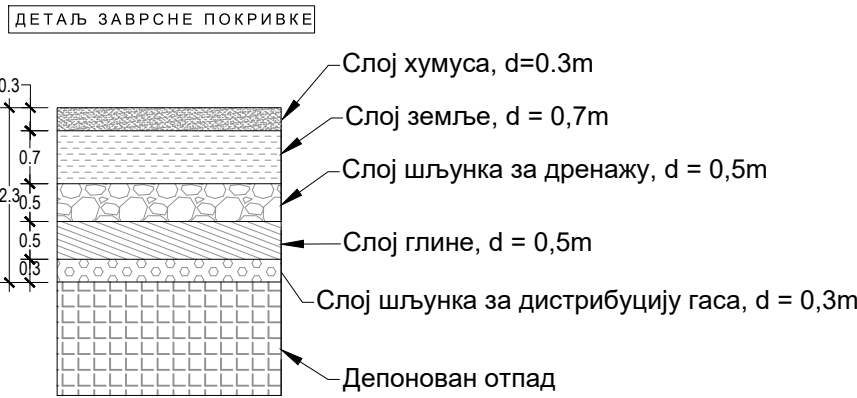 ДЕТАЉ ЗАВРСНЕ ПОКРИВКЕ
Слој хумуса, d=0.3m
0.3
Слој земље, d = 0,7m
0.7
Слој шљунка за дренажу, d = 0,5m
2.3
0.5
0.5
Слој глине, d = 0,5m
0.3
Слој шљунка за дистрибуцију гаса, d = 0,3m
Депонован отпад